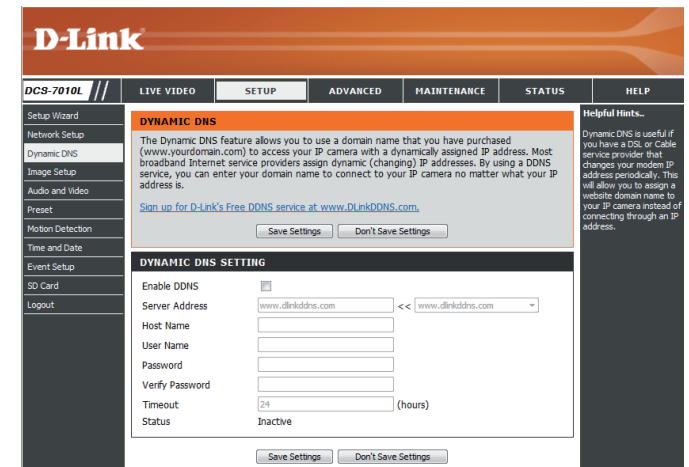 D-Link
DCS-7010L // LIVE VIDEO SETUP ADVANCED MAINTENANCE STATUS HELP
Setup Wizard
Network Setup
Dynamic DNS
Image Setup
Audio and Video
Preset
Motion Detection
Time and Date
Event Setup
SD Card
Logout
DYNAMIC DNS
The Dynamic DNS feature allows you to use a domain name that you have purchased
(www.yourdomain.com) to access your IP camera with a dynamically assigned IP address. Most
broadband Internet service providers assign dynamic (changing) IP addresses. By using a DDNS
service, you can enter your domain name to connect to your IP camera no matter what your IP
address is.
Sign up for D-Link's Free DDNS service at www.DLinkDDNS.com.
Save Settings Don't Save Settings
DYNAMIC DNS SETTING
Enable DDNS
Server Address www.dlinkddns.com << www.dlinkddns.com
Host Name
User Name
Password
Verify Password
Timeout 24 (hours)
Status Inactive
Save Settings Don't Save Settings
Helpful Hints..
Dynamic DNS is useful if
you have a DSL or Cable
service provider that
changes your modem IP
address periodically. This
will allow you to assign a
website domain name to
your IP camera instead of
connecting through an IP
address.